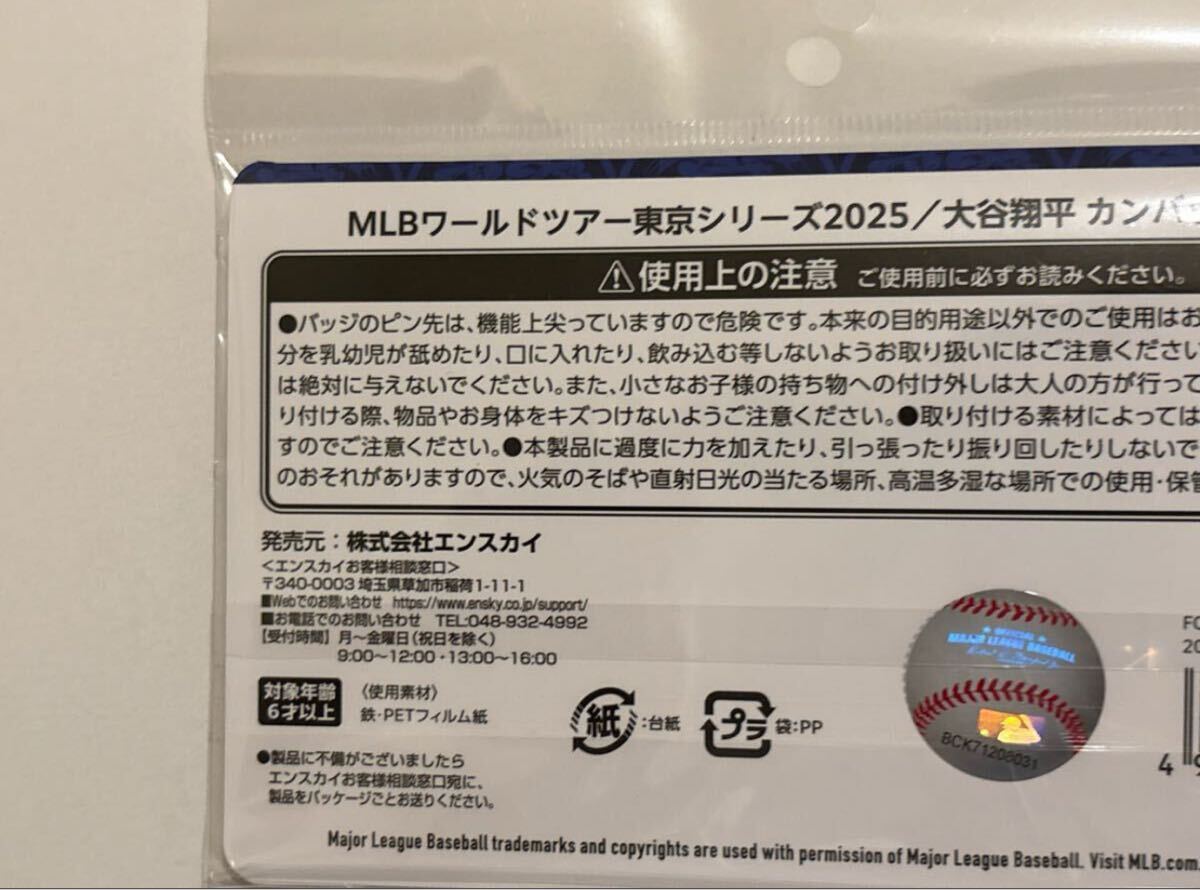 MLBワールドツアー東京シリーズ2025／大谷翔平 カンバ
⚠使用上の注意 ご使用前に必ずお読みください。
●バッジのピン先は、機能上尖っていますので危険です。本来の目的用途以外でのご使用はお
分を乳幼児が舐めたり、口に入れたり、飲み込む等しないようお取り扱いにはご注意ください
は絶対に与えないでください。また、小さなお子様の持ち物への付け外しは大人の方が行って
り付ける際、物品やお身体をキズつけないようご注意ください。●取り付ける素材によっては
すのでご注意ください。●本製品に過度に力を加えたり、引っ張ったり振り回したりしないで
のおそれがありますので、火気のそばや直射日光の当たる場所、高温多湿な場所での使用・保管
発売元：株式会社エンスカイ
＜エンスカイお客様相談窓口＞
〒340-0003 埼玉県草加市稲荷1-11-1
■Webでのお問い合わせ https://www.ensky.co.jp/support/
■お電話でのお問い合わせ TEL:048-932-4992
【受付時間】月～金曜日（祝日を除く）
9:00～12:00・13:00～16:00
対象年齢
6才以上
〈使用素材〉
鉄・PETフィルム紙
紙:台紙
プラ 袋:PP
OFFICIAL
MAJOR LEAGUE BASEBALL
BCK71208031
FO
20
4 9
●製品に不備がございましたら
エンスカイお客様相談窓口宛に、
製品をパッケージごとお送りください。
Major League Baseball trademarks and copyrights are used with permission of Major League Baseball. Visit MLB.com